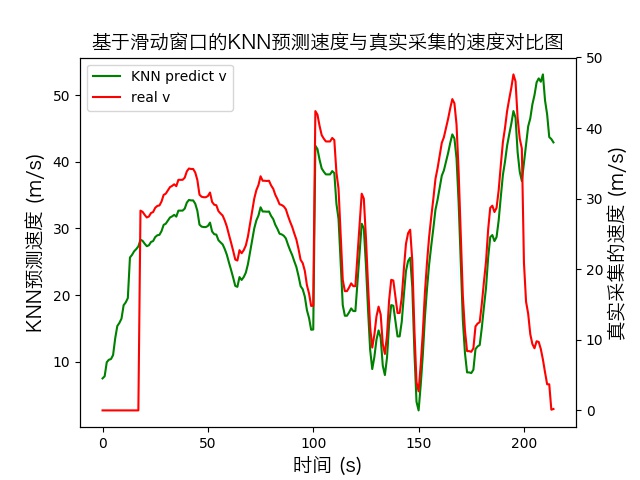 基于滑动窗口的KNN预测速度与真实采集的速度对比图
KNN predict v
real v
KNN预测速度 (m/s)
50
40
30
20
10
真实采集的速度 (m/s)
50
40
30
20
10
0
0 50 100 150 200
时间 (s)